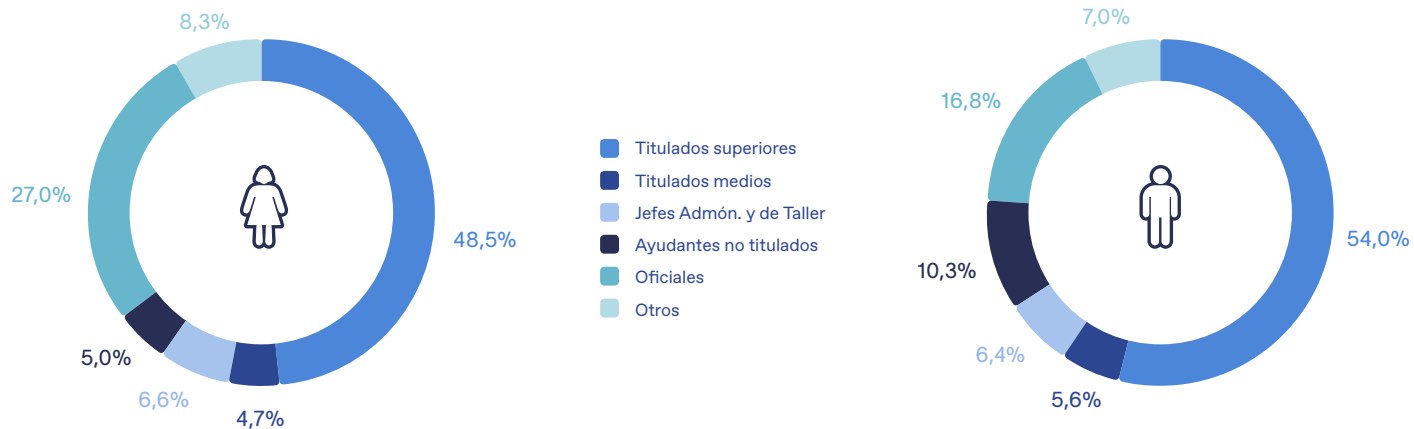 8,3%
27,0%
48,5%
5,0%
6,6%
4,7%
Titulados superiores
Titulados medios
Jefes Admón. y de Taller
Ayudantes no titulados
Oficiales
Otros
7,0%
16,8%
54,0%
10,3%
6,4%
5,6%